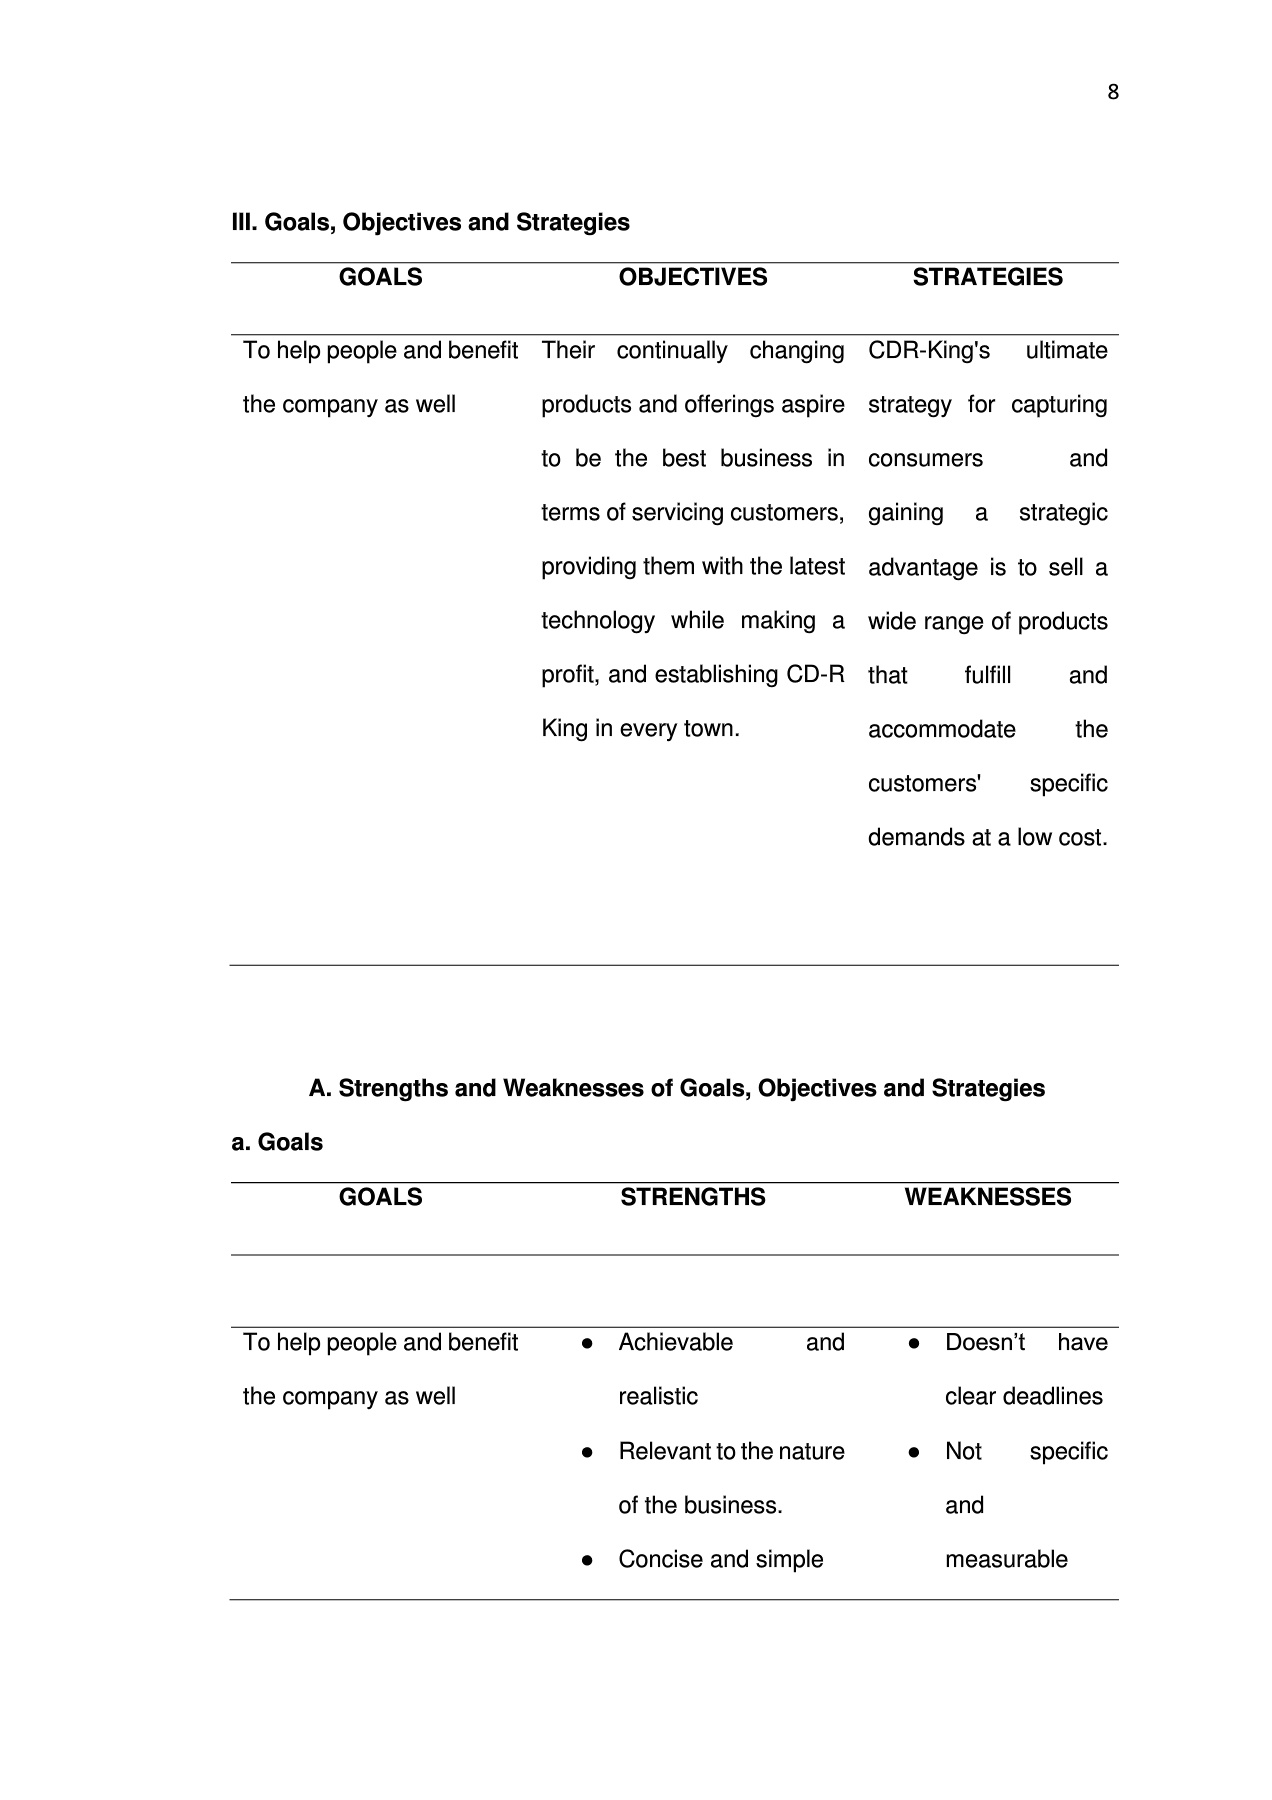 8
III. Goals, Objectives and Strategies
GOALS OBJECTIVES STRATEGIES
To help people and benefit
the company as well
Their continually changing
products and offerings aspire
to be the best business in
terms of servicing customers,
providing them with the latest
technology while making a
profit, and establishing CD-R
King in every town.
CDR-King's ultimate
strategy for capturing
consumers and
gaining a strategic
advantage is to sell a
wide range of products
that fulfill and
accommodate the
customers' specific
demands at a low cost.
A. Strengths and Weaknesses of Goals, Objectives and Strategies
a. Goals
GOALS STRENGTHS WEAKNESSES
To help people and benefit
the company as well
● Achievable and
realistic
● Relevant to the nature
of the business.
● Concise and simple
● Doesn’t have
clear deadlines
● Not specific
and
measurable